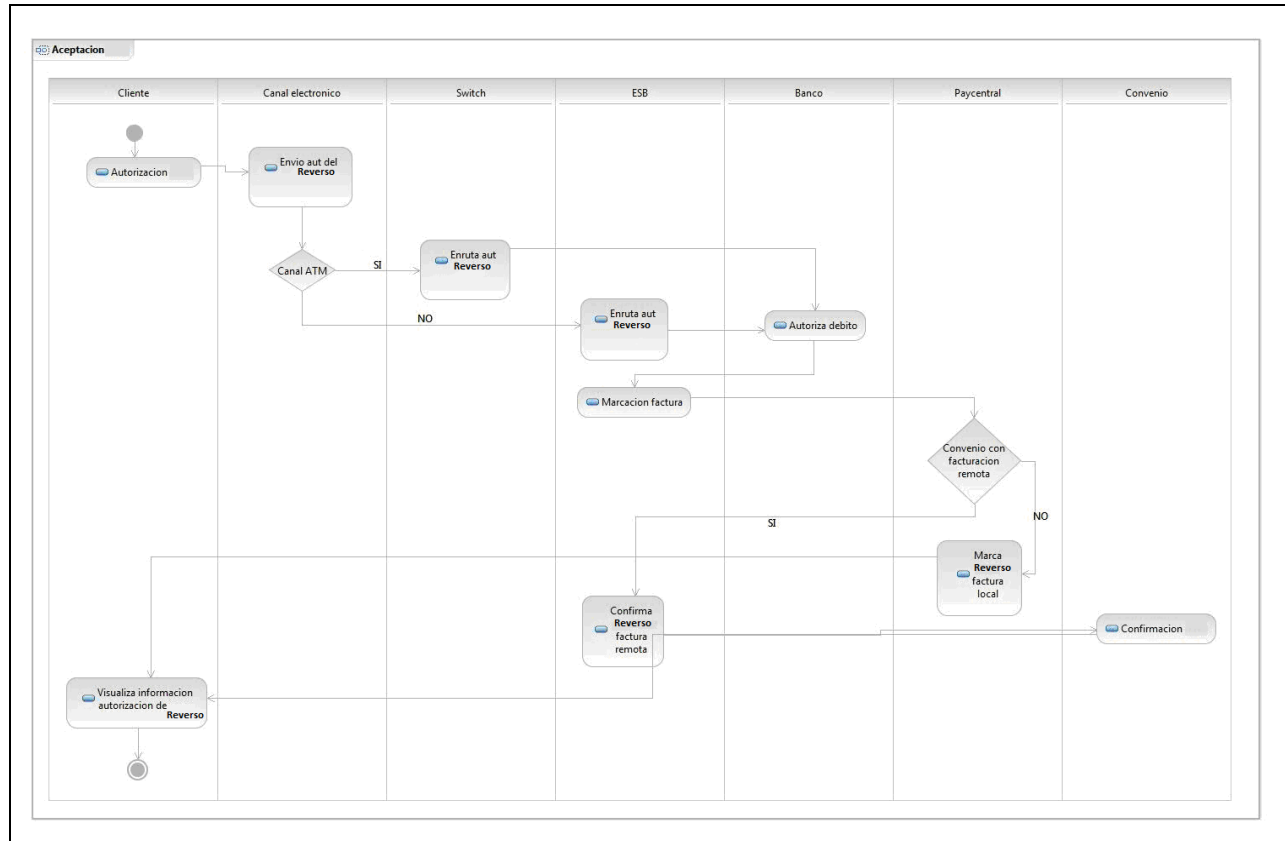 Aceptacion
Cliente
Canal electronico
Switch
ESB
Banco
Paycentral
Convenio
Autorizacion
Envio aut del
Reverso
Canal ATM
SI
Enruta aut
Reverso
NO
Enruta aut
Reverso
Autoriza debito
Marcacion factura
Convenio con
facturacion
remota
SI
NO
Marca
Reverso
factura
local
Confirma
Reverso
factura
remota
Confirmacion
Visualiza informacion
autorizacion de
Reverso